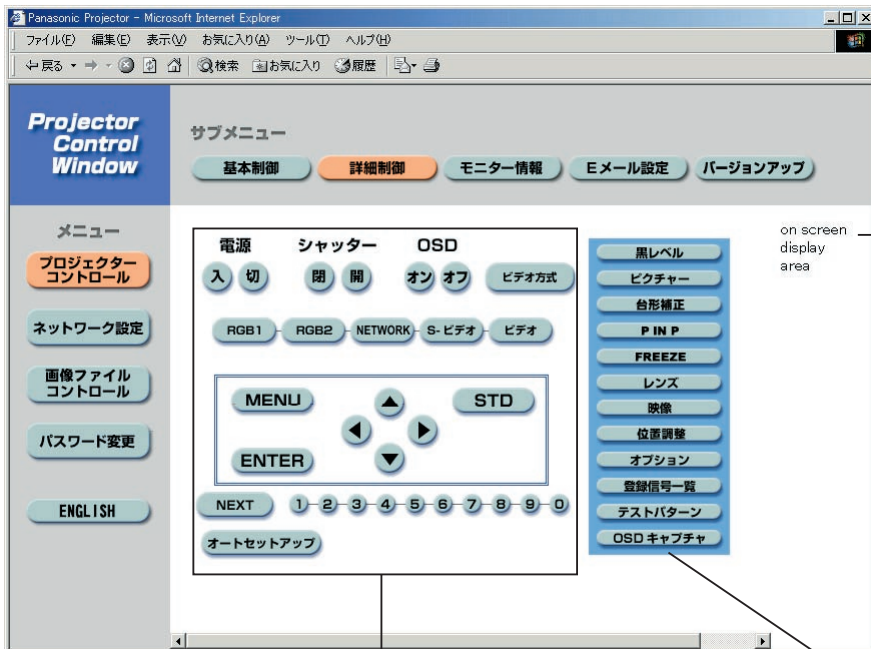 Panasonic Projector - Microsoft Internet Explorer
ファイル(F) 編集(E) 表示(V) お気に入り(A) ツール(T) ヘルプ(H)
戻る 検索 お気に入り 履歴
Projector
Control
Window
サブメニュー
基本制御 詳細制御 モニター情報 Eメール設定 バージョンアップ
メニュー
プロジェクター
コントロール
ネットワーク設定
画像ファイル
コントロール
パスワード変更
ENGLISH
電源 シャッター OSD
入 切 閉 開 オン オフ ビデオ方式
RGB1 RGB2 NETWORK S-ビデオ ビデオ
MENU STD
ENTER
NEXT 1 2 3 4 5 6 7 8 9 0
オートセットアップ
黒レベル
ピクチャー
台形補正
P IN P
FREEZE
レンズ
映像
位置調整
オプション
登録信号一覧
テストパターン
OSD キャプチャ
on screen
display
area